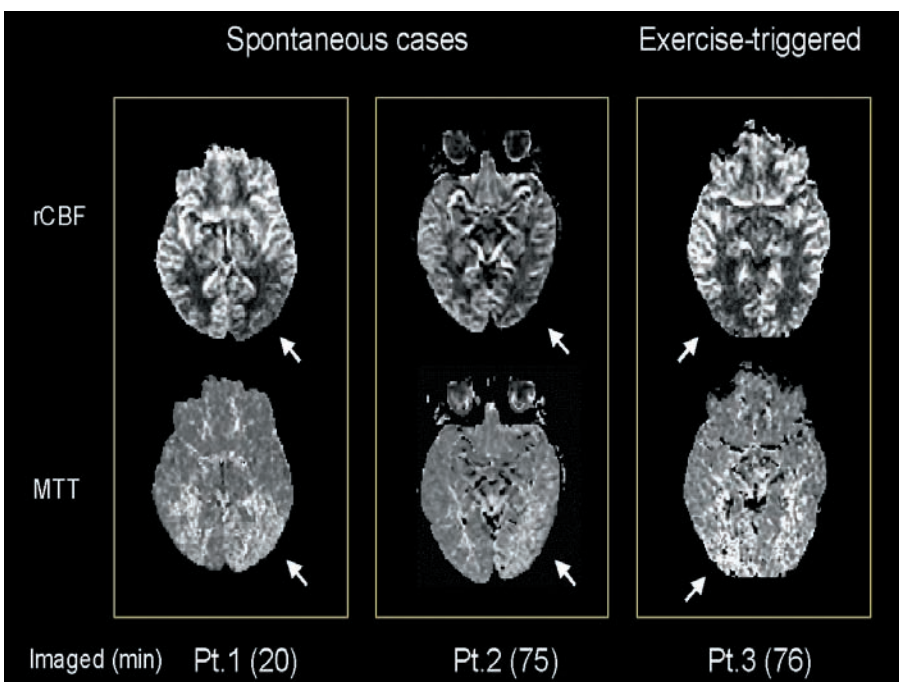 Spontaneous cases Exercise-triggered
rCBF
MTT
Imaged (min) Pt.1 (20) Pt.2 (75) Pt.3 (76)